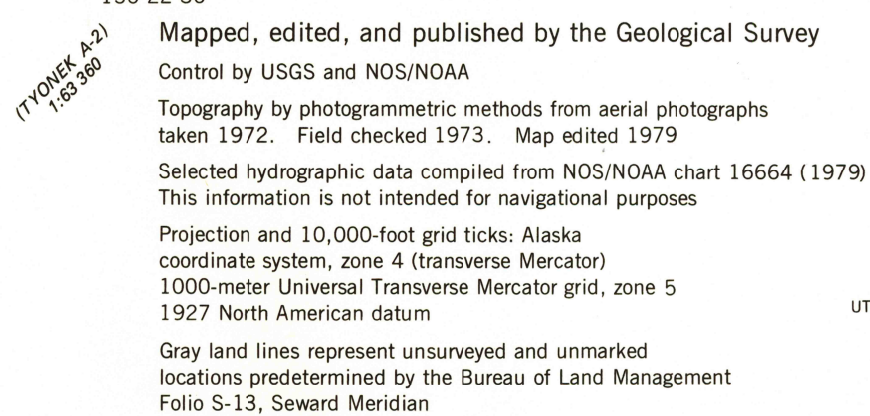 (TYONEK A-2)
1:63 360
Mapped, edited, and published by the Geological Survey
Control by USGS and NOS/NOAA
Topography by photogrammetric methods from aerial photographs
taken 1972. Field checked 1973. Map edited 1979
Selected hydrographic data compiled from NOS/NOAA chart 16664 (1979)
This information is not intended for navigational purposes
Projection and 10,000-foot grid ticks: Alaska
coordinate system, zone 4 (transverse Mercator)
1000-meter Universal Transverse Mercator grid, zone 5
1927 North American datum
UT
Gray land lines represent unsurveyed and unmarked
locations predetermined by the Bureau of Land Management
Folio S-13, Seward Meridian